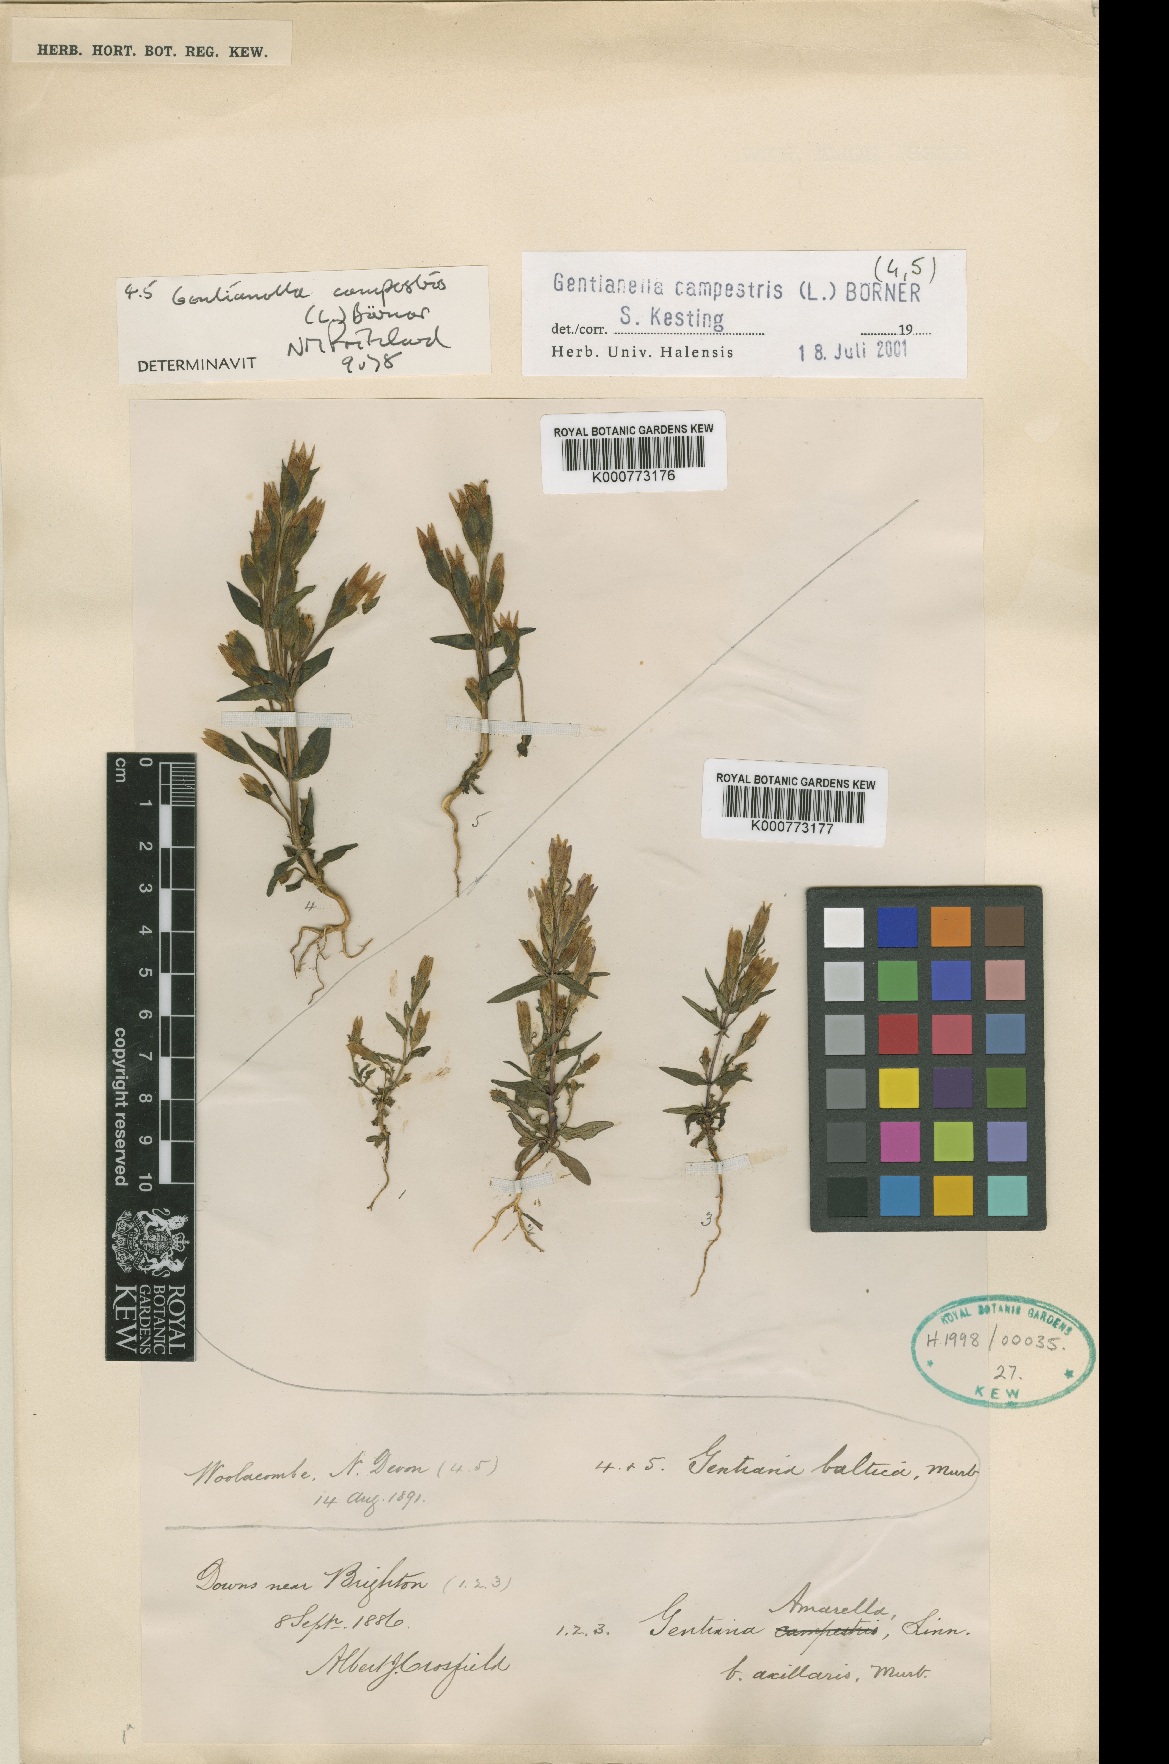 HERB. HORT. BOT. REG. KEW.
4.5 Gentianella campestris
(L.) Börner
NM Pritchard
DETERMINAVIT 9.78
(4,5)
Gentianella campestris (L.) BÖRNER
det./corr. S. Kesting 19
Herb. Univ. Halensis 18. Juli 2001
ROYAL BOTANIC GARDENS KEW
K000773176
ROYAL BOTANIC GARDENS KEW
K000773177
5
4
1
2
3
cm 0 1 2 3 4 5 6 7 8 9 10
copyright reserved
ROYAL
BOTANIC
GARDENS
KEW
ROYAL BOTANIC GARDENS
H1998/00035.
27.
KEW
Woolacombe, N. Devon (4.5) 4.+5. Gentiana baltica, Murb
14 Aug. 1891.
Downs near Brighton (1.2.3)
8 Sept. 1886.
Albert J. Crosfield
Amarella,
1.2.3. Gentiana campestris, Linn.
b. axillaris, Murb.